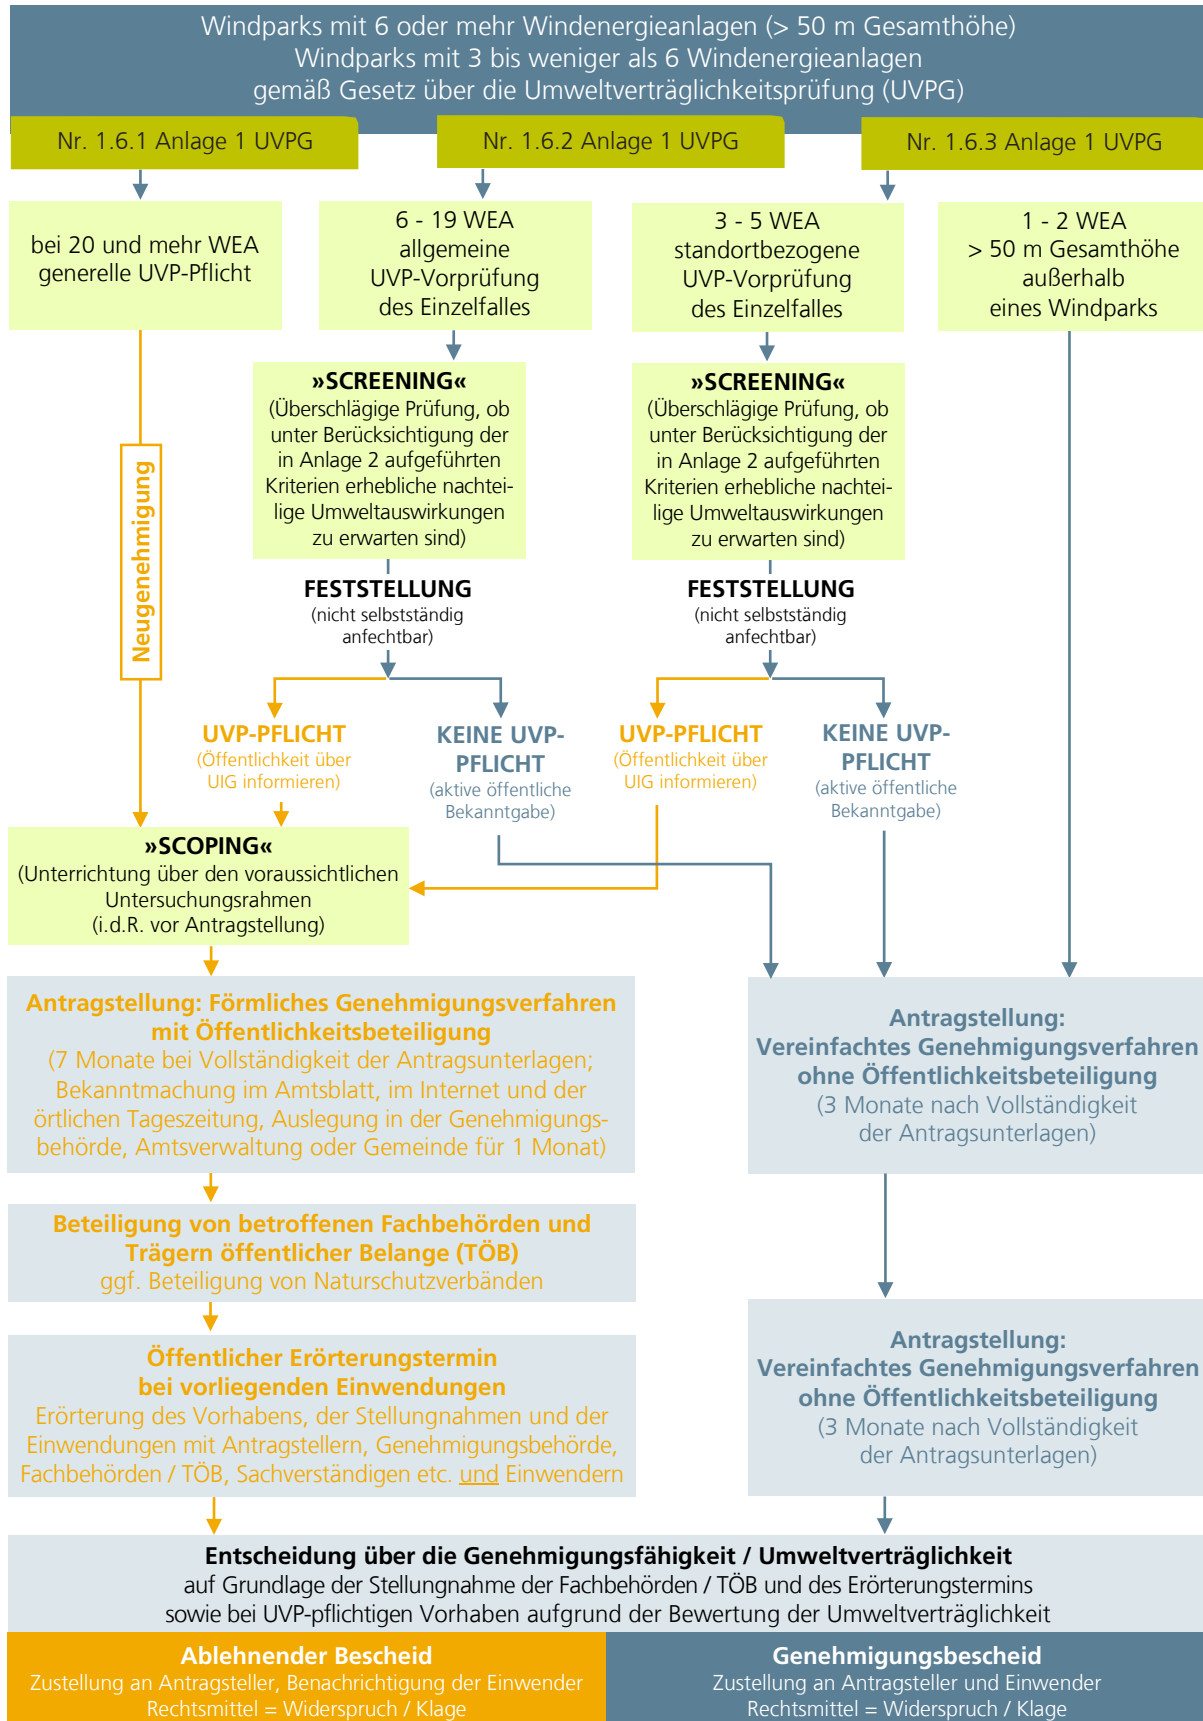 Windparks mit 6 oder mehr Windenergieanlagen (> 50 m Gesamthöhe)
Windparks mit 3 bis weniger als 6 Windenergieanlagen
gemäß Gesetz über die Umweltverträglichkeitsprüfung (UVPG)
Nr. 1.6.1 Anlage 1 UVPG
Nr. 1.6.2 Anlage 1 UVPG
Nr. 1.6.3 Anlage 1 UVPG
bei 20 und mehr WEA
generelle UVP-Pflicht
6 - 19 WEA
allgemeine
UVP-Vorprüfung
des Einzelfalles
3 - 5 WEA
standortbezogene
UVP-Vorprüfung
des Einzelfalles
1 - 2 WEA
> 50 m Gesamthöhe
außerhalb
eines Windparks
Neugenehmigung
»SCREENING«
(Überschlägige Prüfung, ob
unter Berücksichtigung der
in Anlage 2 aufgeführten
Kriterien erhebliche nachtei-
lige Umweltauswirkungen
zu erwarten sind)
»SCREENING«
(Überschlägige Prüfung, ob
unter Berücksichtigung der
in Anlage 2 aufgeführten
Kriterien erhebliche nachtei-
lige Umweltauswirkungen
zu erwarten sind)
FESTSTELLUNG
(nicht selbstständig
anfechtbar)
FESTSTELLUNG
(nicht selbstständig
anfechtbar)
UVP-PFLICHT
(Öffentlichkeit über
UIG informieren)
KEINE UVP-
PFLICHT
(aktive öffentliche
Bekanntgabe)
UVP-PFLICHT
(Öffentlichkeit über
UIG informieren)
KEINE UVP-
PFLICHT
(aktive öffentliche
Bekanntgabe)
»SCOPING«
(Unterrichtung über den voraussichtlichen
Untersuchungsrahmen
(i.d.R. vor Antragstellung)
Antragstellung: Förmliches Genehmigungsverfahren
mit Öffentlichkeitsbeteiligung
(7 Monate bei Vollständigkeit der Antragsunterlagen;
Bekanntmachung im Amtsblatt, im Internet und der
örtlichen Tageszeitung, Auslegung in der Genehmigungs-
behörde, Amtsverwaltung oder Gemeinde für 1 Monat)
Antragstellung:
Vereinfachtes Genehmigungsverfahren
ohne Öffentlichkeitsbeteiligung
(3 Monate nach Vollständigkeit
der Antragsunterlagen)
Beteiligung von betroffenen Fachbehörden und
Trägern öffentlicher Belange (TÖB)
ggf. Beteiligung von Naturschutzverbänden
Öffentlicher Erörterungstermin
bei vorliegenden Einwendungen
Erörterung des Vorhabens, der Stellungnahmen und der
Einwendungen mit Antragstellern, Genehmigungsbehörde,
Fachbehörden / TÖB, Sachverständigen etc. und Einwendern
Antragstellung:
Vereinfachtes Genehmigungsverfahren
ohne Öffentlichkeitsbeteiligung
(3 Monate nach Vollständigkeit
der Antragsunterlagen)
Entscheidung über die Genehmigungsfähigkeit / Umweltverträglichkeit
auf Grundlage der Stellungnahme der Fachbehörden / TÖB und des Erörterungstermins
sowie bei UVP-pflichtigen Vorhaben aufgrund der Bewertung der Umweltverträglichkeit
Ablehnender Bescheid
Zustellung an Antragsteller, Benachrichtigung der Einwender
Rechtsmittel = Widerspruch / Klage
Genehmigungsbescheid
Zustellung an Antragsteller und Einwender
Rechtsmittel = Widerspruch / Klage